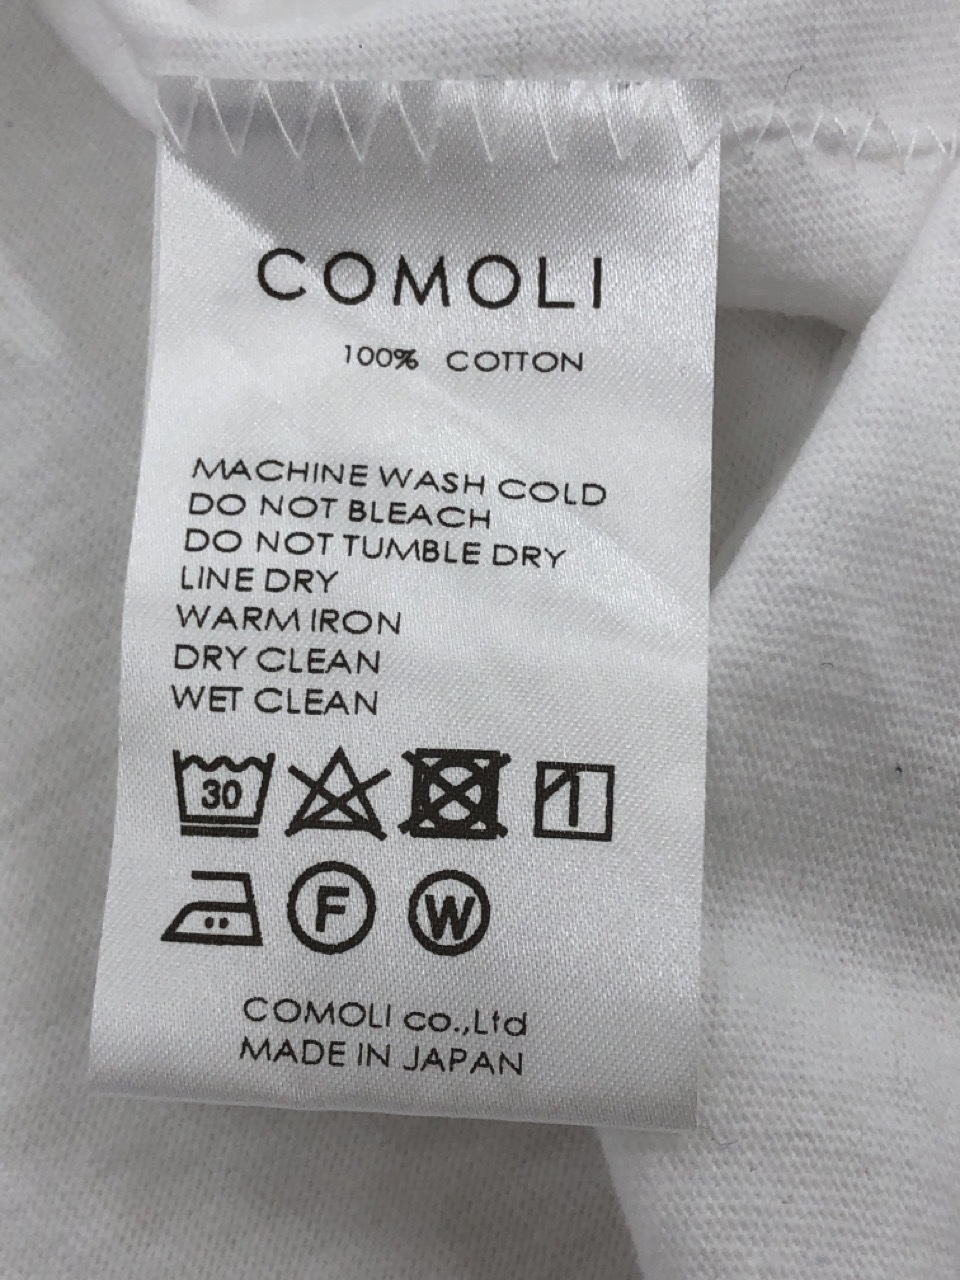 COMOLI
100% COTTON
MACHINE WASH COLD
DO NOT BLEACH
DO NOT TUMBLE DRY
LINE DRY
WARM IRON
DRY CLEAN
WET CLEAN
30
F W
COMOLI co.,Ltd
MADE IN JAPAN